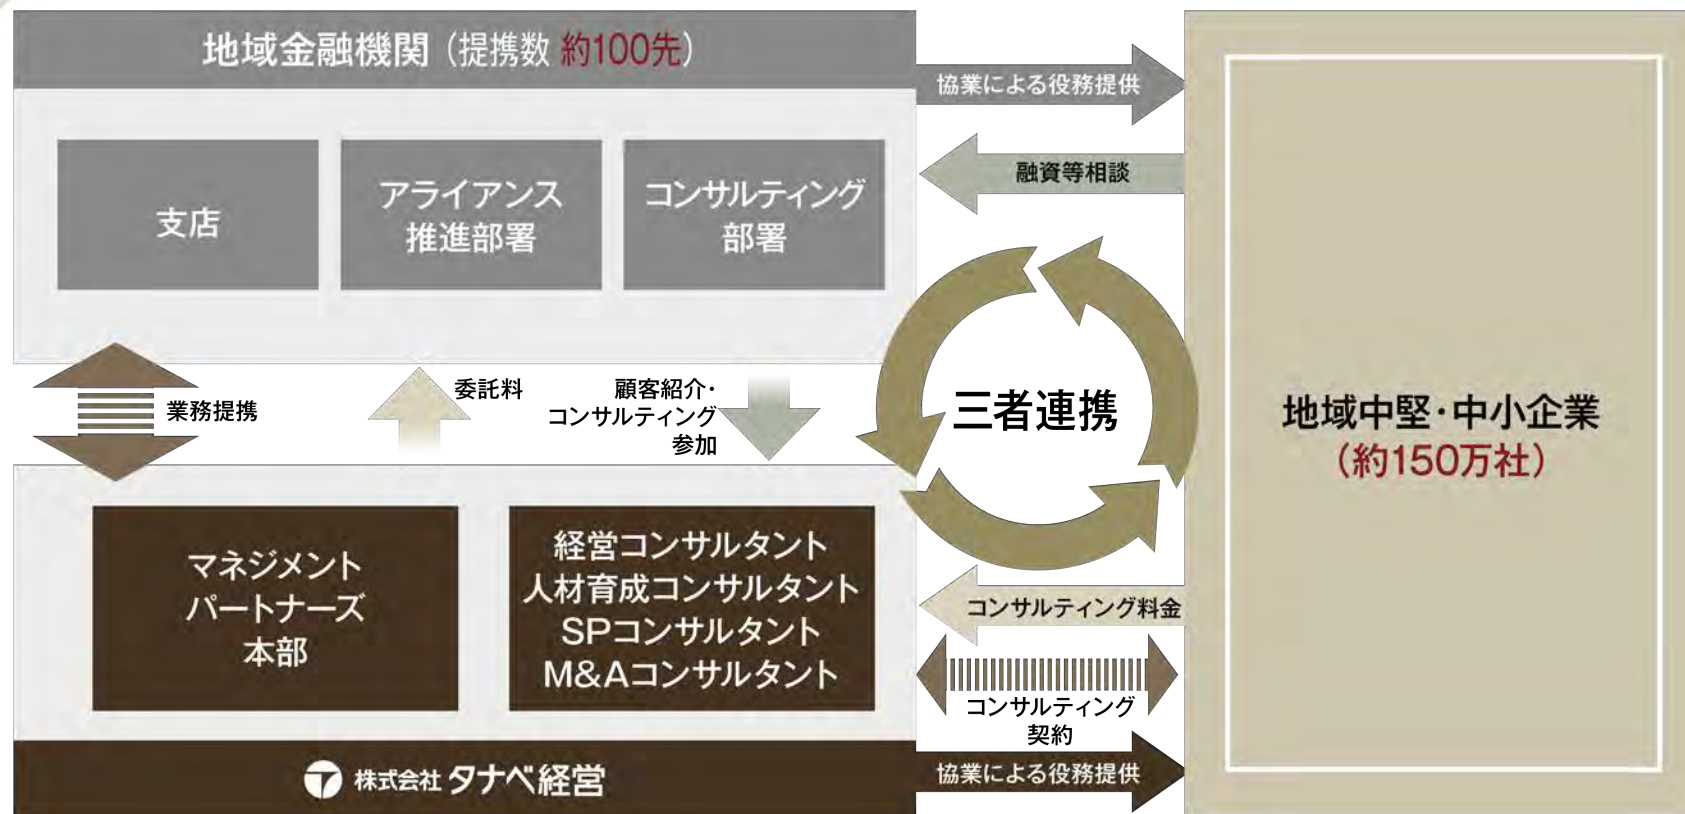 地域金融機関（提携数 約100先）
支店
アライアンス
推進部署
コンサルティング
部署
協業による役務提供
融資等相談
業務提携
委託料
顧客紹介・
コンサルティング
参加
三者連携
地域中堅・中小企業
（約150万社）
マネジメント
パートナーズ
本部
経営コンサルタント
人材育成コンサルタント
SPコンサルタント
M&Aコンサルタント
コンサルティング料金
コンサルティング
契約
株式会社 タナベ経営
協業による役務提供